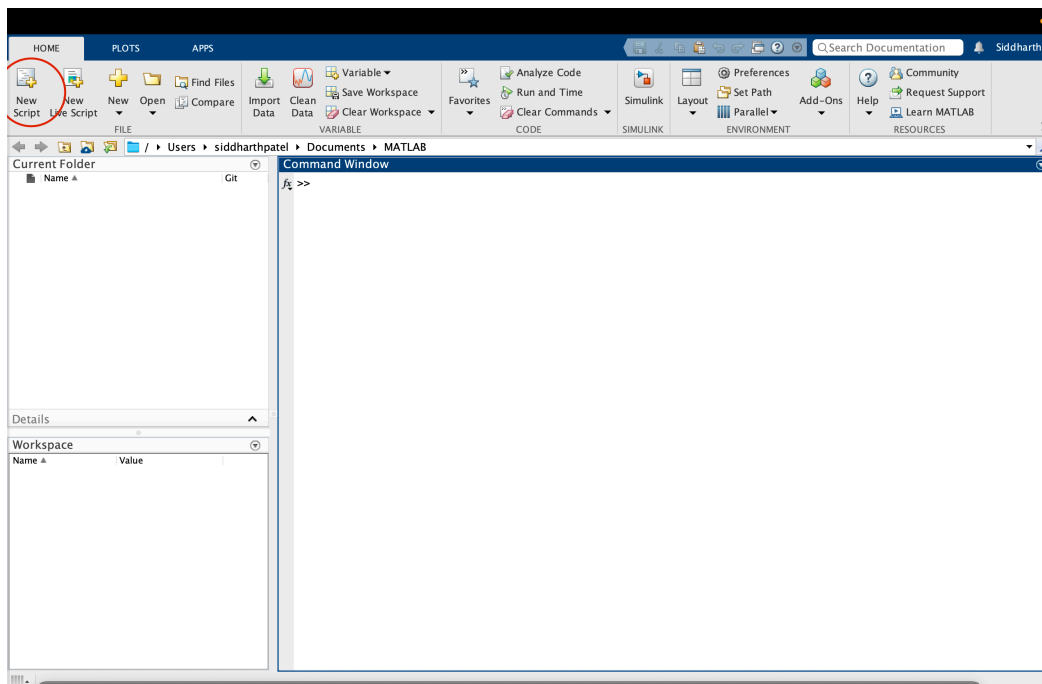 HOME PLOTS APPS Search Documentation Siddharth
New Script
New Live Script
New
Open
Find Files
Compare
FILE
Import Data
Clean Data
Variable
Save Workspace
Clear Workspace
VARIABLE
Favorites
Analyze Code
Run and Time
Clear Commands
CODE
Simulink
SIMULINK
Layout
Preferences
Set Path
Parallel
Add-Ons
ENVIRONMENT
Help
Community
Request Support
Learn MATLAB
RESOURCES
/ Users siddharthpatel Documents MATLAB
Current Folder
Name Git
Command Window
fx >>
Details
Workspace
Name Value